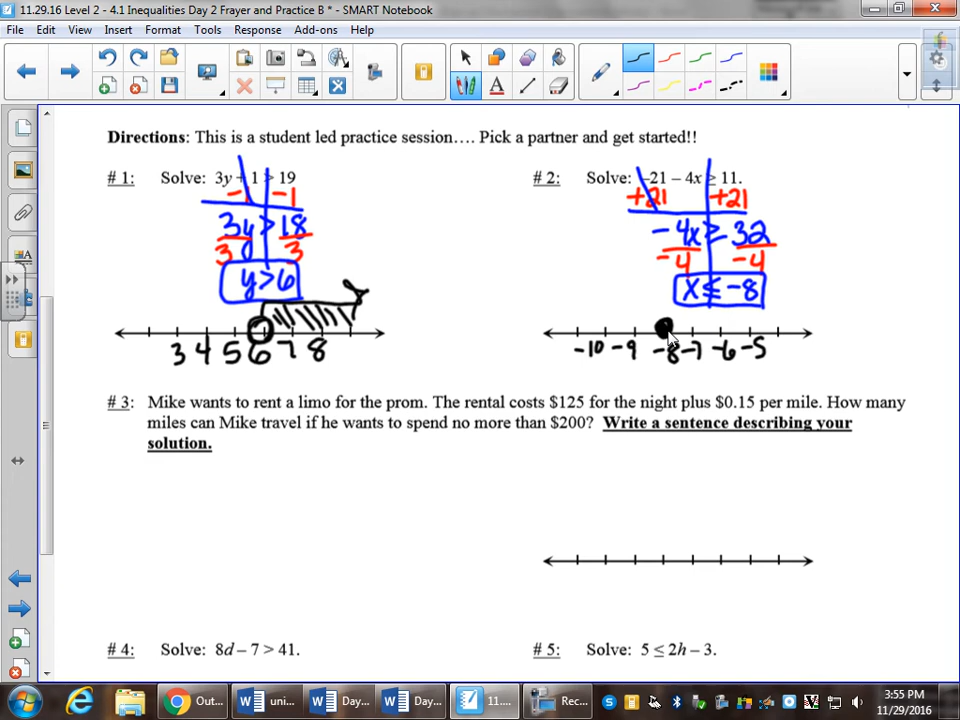 11.29.16 Level 2 - 4.1 Inequalities Day 2 Frayer and Practice B * - SMART Notebook
File Edit View Insert Format Tools Response Add-ons Help
Directions: This is a student led practice session…. Pick a partner and get started!!
# 1: Solve: 3y + 1 > 19
-1 -1
3y > 18
3 3
y > 6
3 4 5 6 7 8
# 2: Solve: -21 – 4x ≥ 11.
+21 +21
-4x ≥ 32
-4 -4
x ≤ -8
-10 -9 -8 -7 -6 -5
# 3: Mike wants to rent a limo for the prom. The rental costs $125 for the night plus $0.15 per mile. How many
miles can Mike travel if he wants to spend no more than $200? Write a sentence describing your
solution.
# 4: Solve: 8d – 7 > 41.
# 5: Solve: 5 ≤ 2h – 3.
Out... uni... Day... Day... 11.... Rec...
3:55 PM
11/29/2016